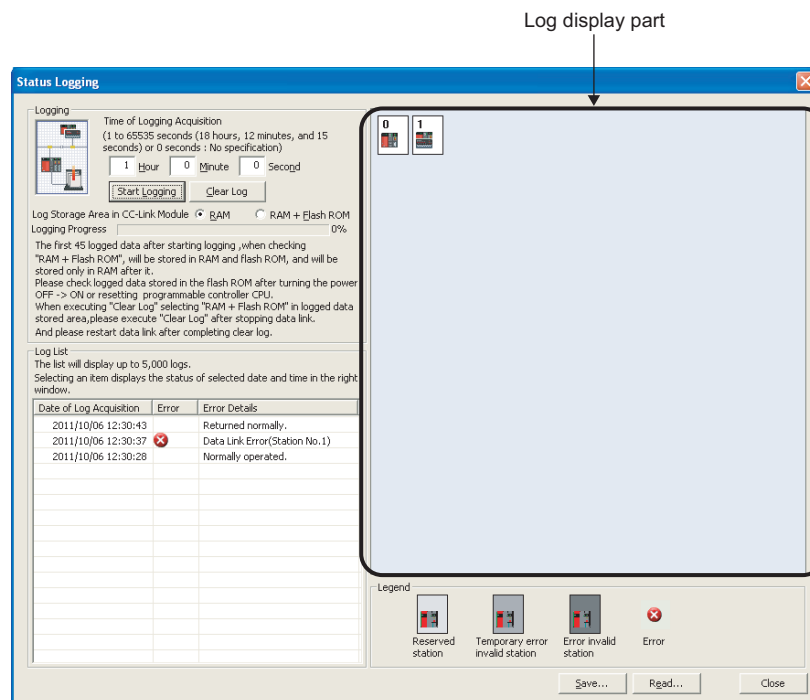 Log display part
Status Logging
Logging
Time of Logging Acquisition
(1 to 65535 seconds (18 hours, 12 minutes, and 15
seconds) or 0 seconds : No specification)
1 Hour 0 Minute 0 Second
Start Logging Clear Log
Log Storage Area in CC-Link Module RAM RAM + Flash ROM
Logging Progress 0%
The first 45 logged data after starting logging ,when checking
"RAM + Flash ROM", will be stored in RAM and flash ROM, and will be
stored only in RAM after it.
Please check logged data stored in the flash ROM after turning the power
OFF -> ON or resetting programmable controller CPU.
When executing "Clear Log" selecting "RAM + Flash ROM" in logged data
stored area,please execute "Clear Log" after stopping data link.
And please restart data link after completing clear log.
Log List
The list will display up to 5,000 logs.
Selecting an item displays the status of selected date and time in the right
window.
Date of Log Acquisition Error Error Details
2011/10/06 12:30:43 Returned normally.
2011/10/06 12:30:37 Data Link Error(Station No.1)
2011/10/06 12:30:28 Normally operated.
0 1
Legend
Reserved
station
Temporary error
invalid station
Error invalid
station
Error
Save... Read... Close